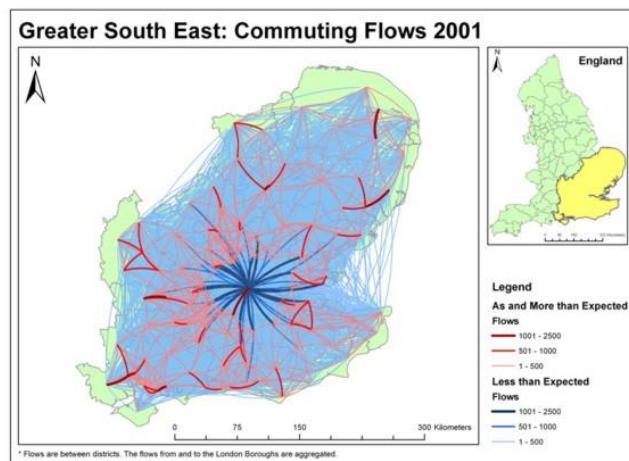 Greater South East: Commuting Flows 2001
N
England
Legend
As and More than Expected
Flows
1001 - 2500
501 - 1000
1 - 500
Less than Expected
Flows
1001 - 2500
501 - 1000
1 - 500
0 75 150 300 Kilometers
* Flows are between districts. The flows from and to the London Boroughs are aggregated.